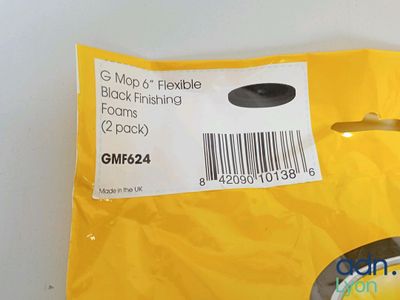 G Mop 6" Flexible
Black Finishing
Foams
(2 pack)
GMF624
8 42090 10138 6
Made in the UK
adn.
Lyon